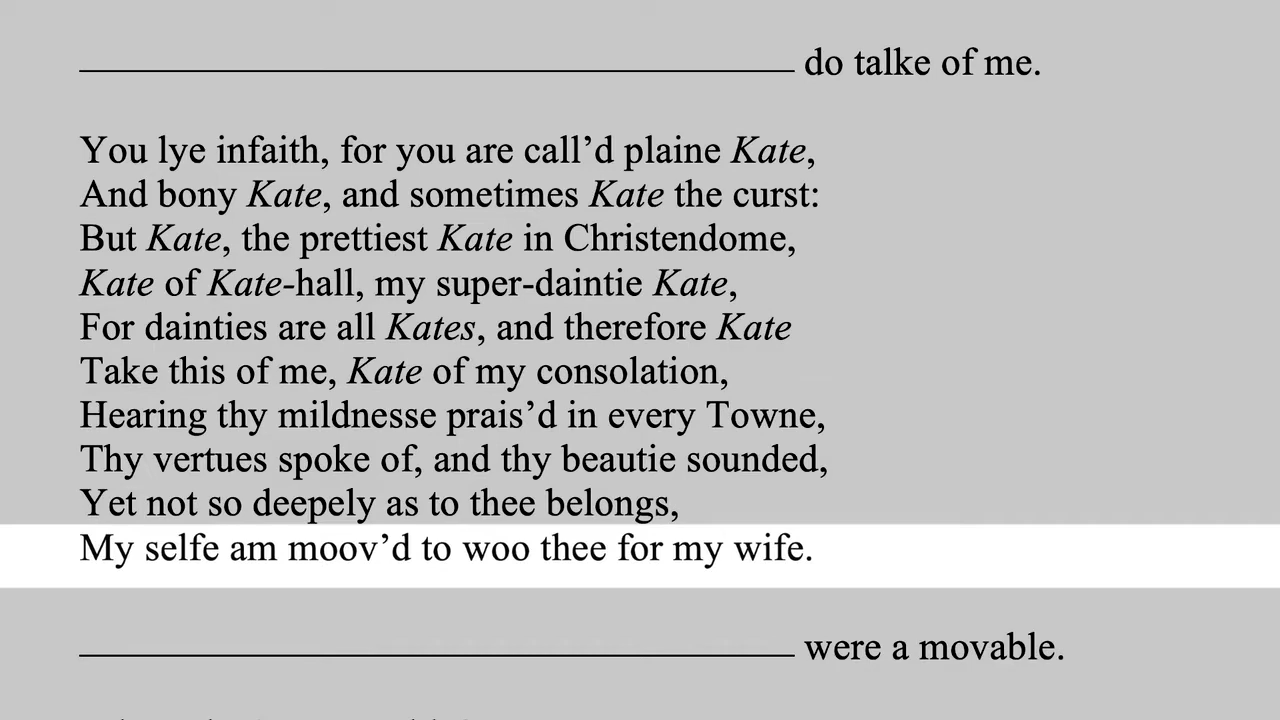 do talke of me.
You lye infaith, for you are call’d plaine Kate,
And bony Kate, and sometimes Kate the curst:
But Kate, the prettiest Kate in Christendome,
Kate of Kate-hall, my super-daintie Kate,
For dainties are all Kates, and therefore Kate
Take this of me, Kate of my consolation,
Hearing thy mildnesse prais’d in every Towne,
Thy vertues spoke of, and thy beautie sounded,
Yet not so deepely as to thee belongs,
My selfe am moov’d to woo thee for my wife.
were a movable.